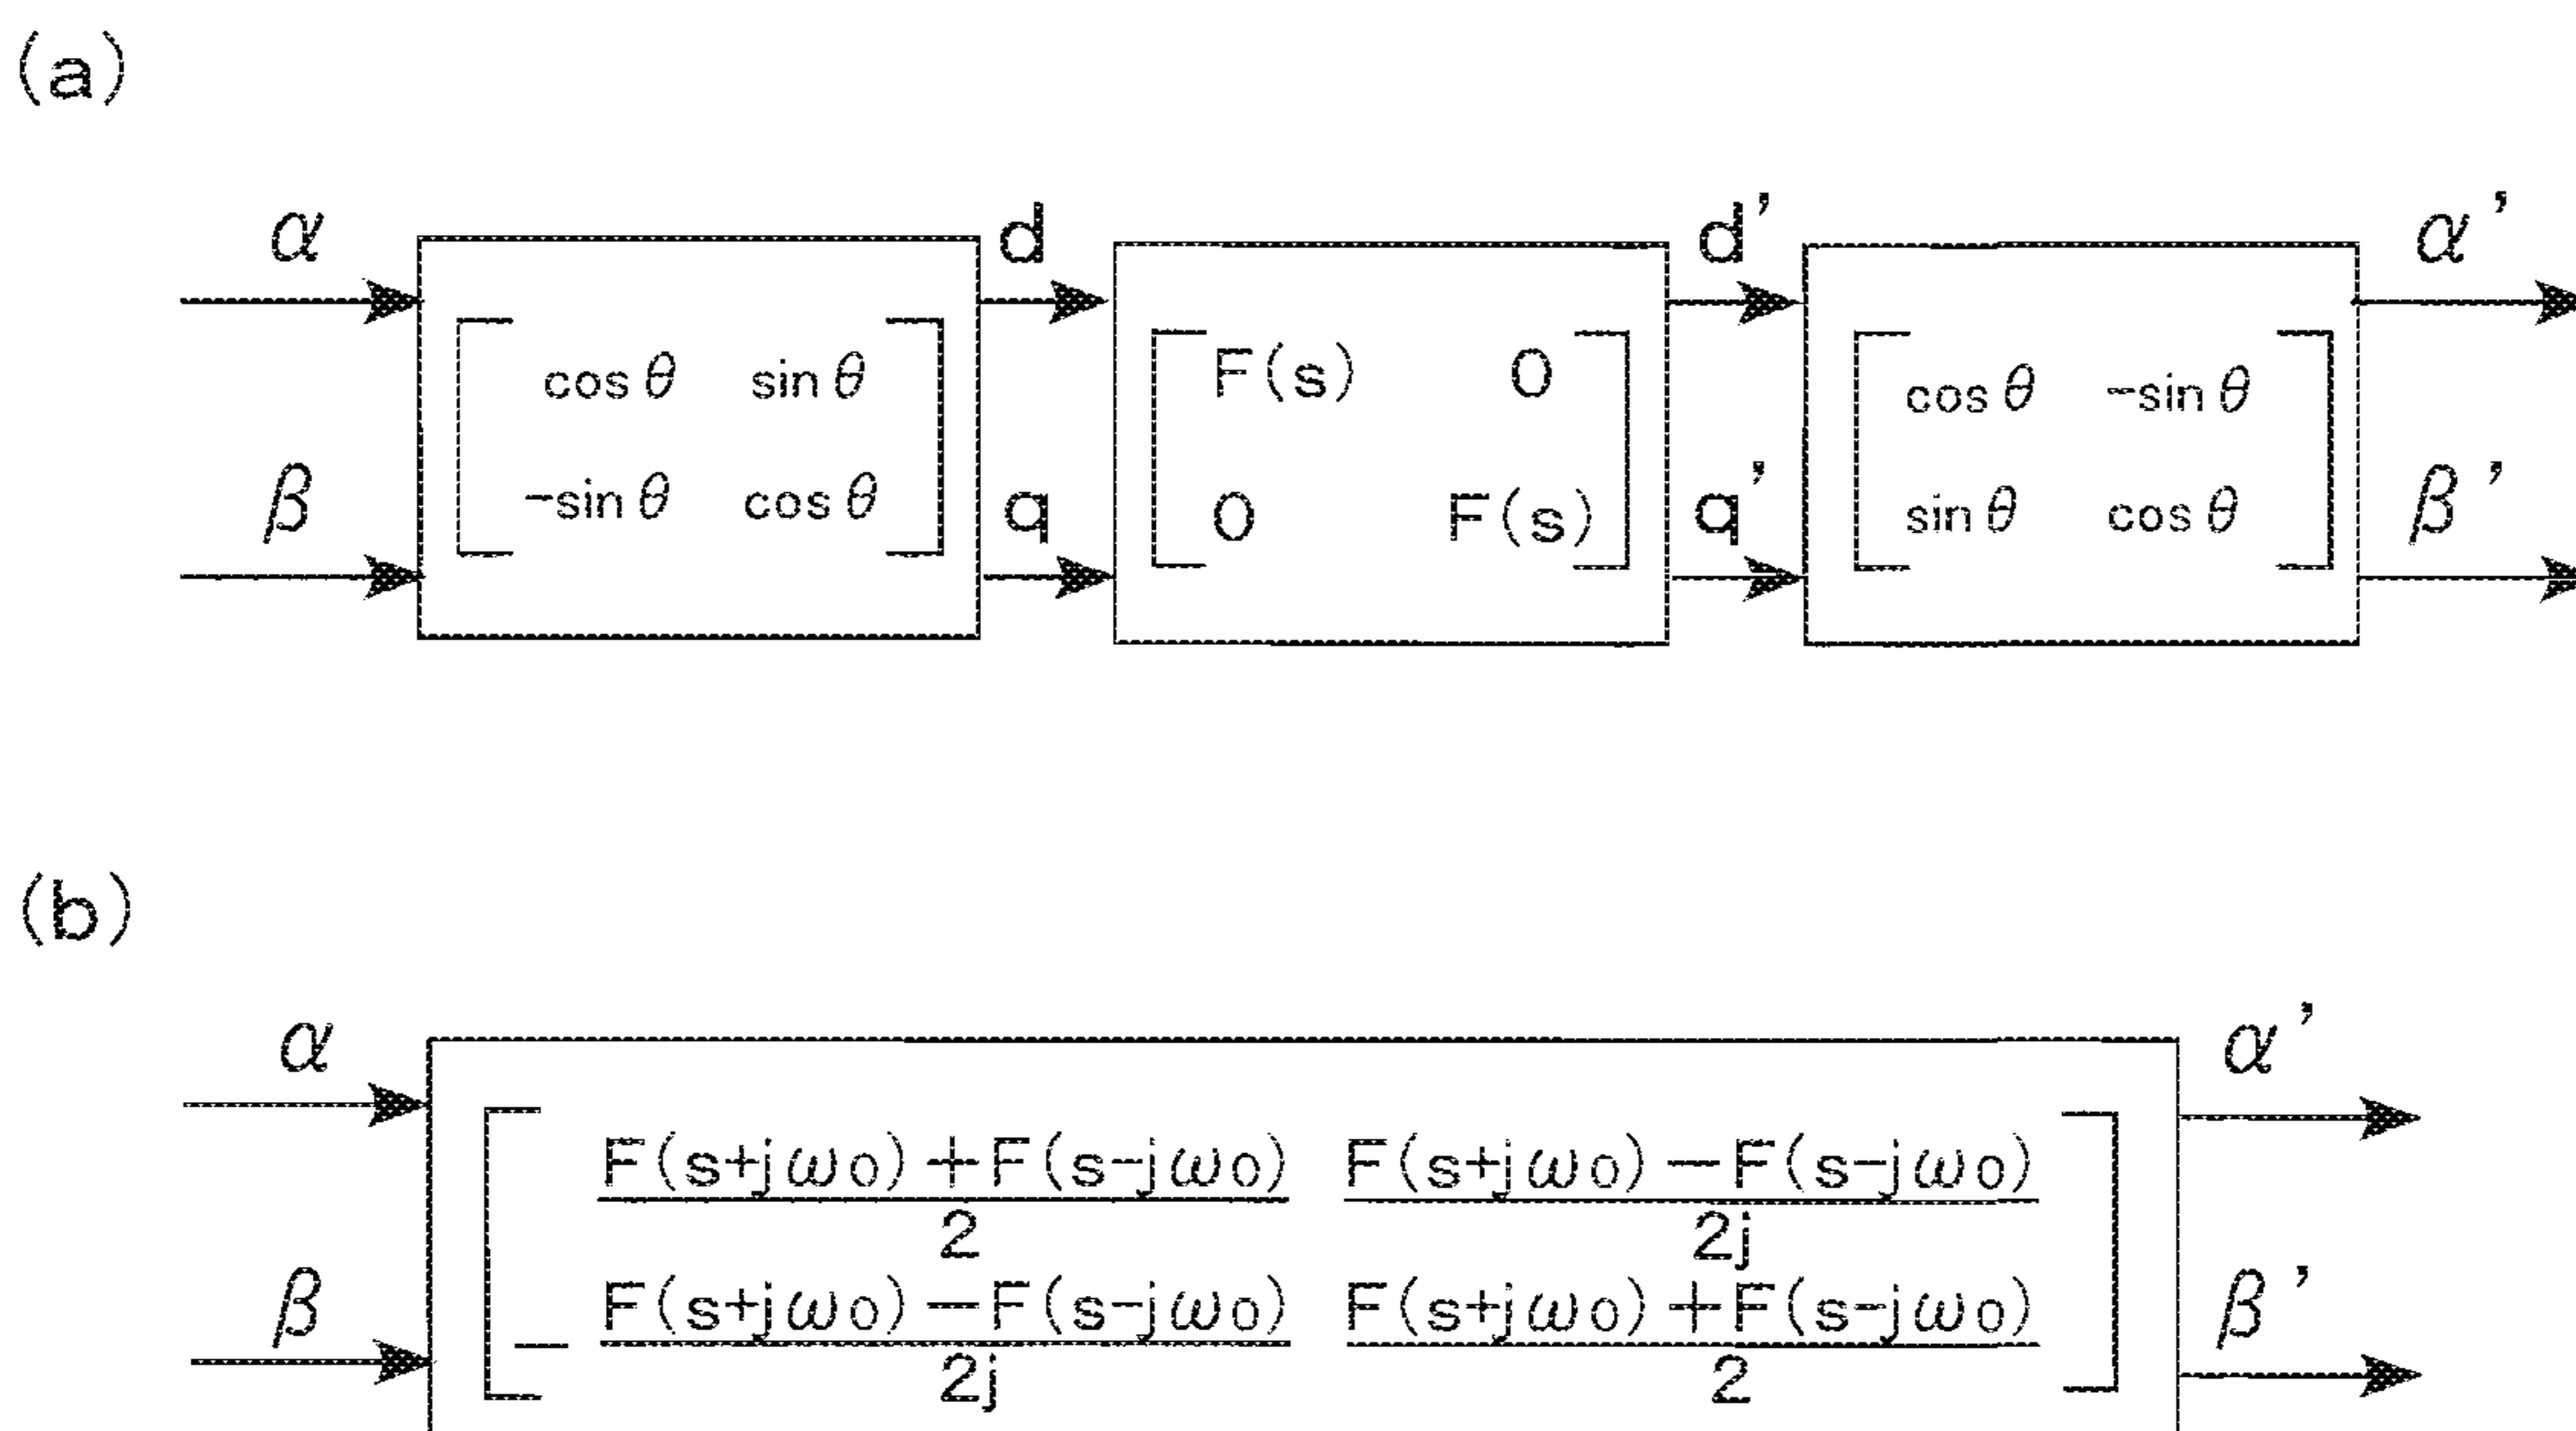 (a)
α d d' α'
cos θ sin θ F(s) 0 cos θ -sin θ
-sin θ cos θ 0 F(s) sin θ cos θ
β q q' β'
(b)
α α'
F(s+jω0)+F(s-jω0) F(s+jω0)-F(s-jω0)
2 2j
- F(s+jω0)-F(s-jω0) F(s+jω0)+F(s-jω0)
2j 2
β β'